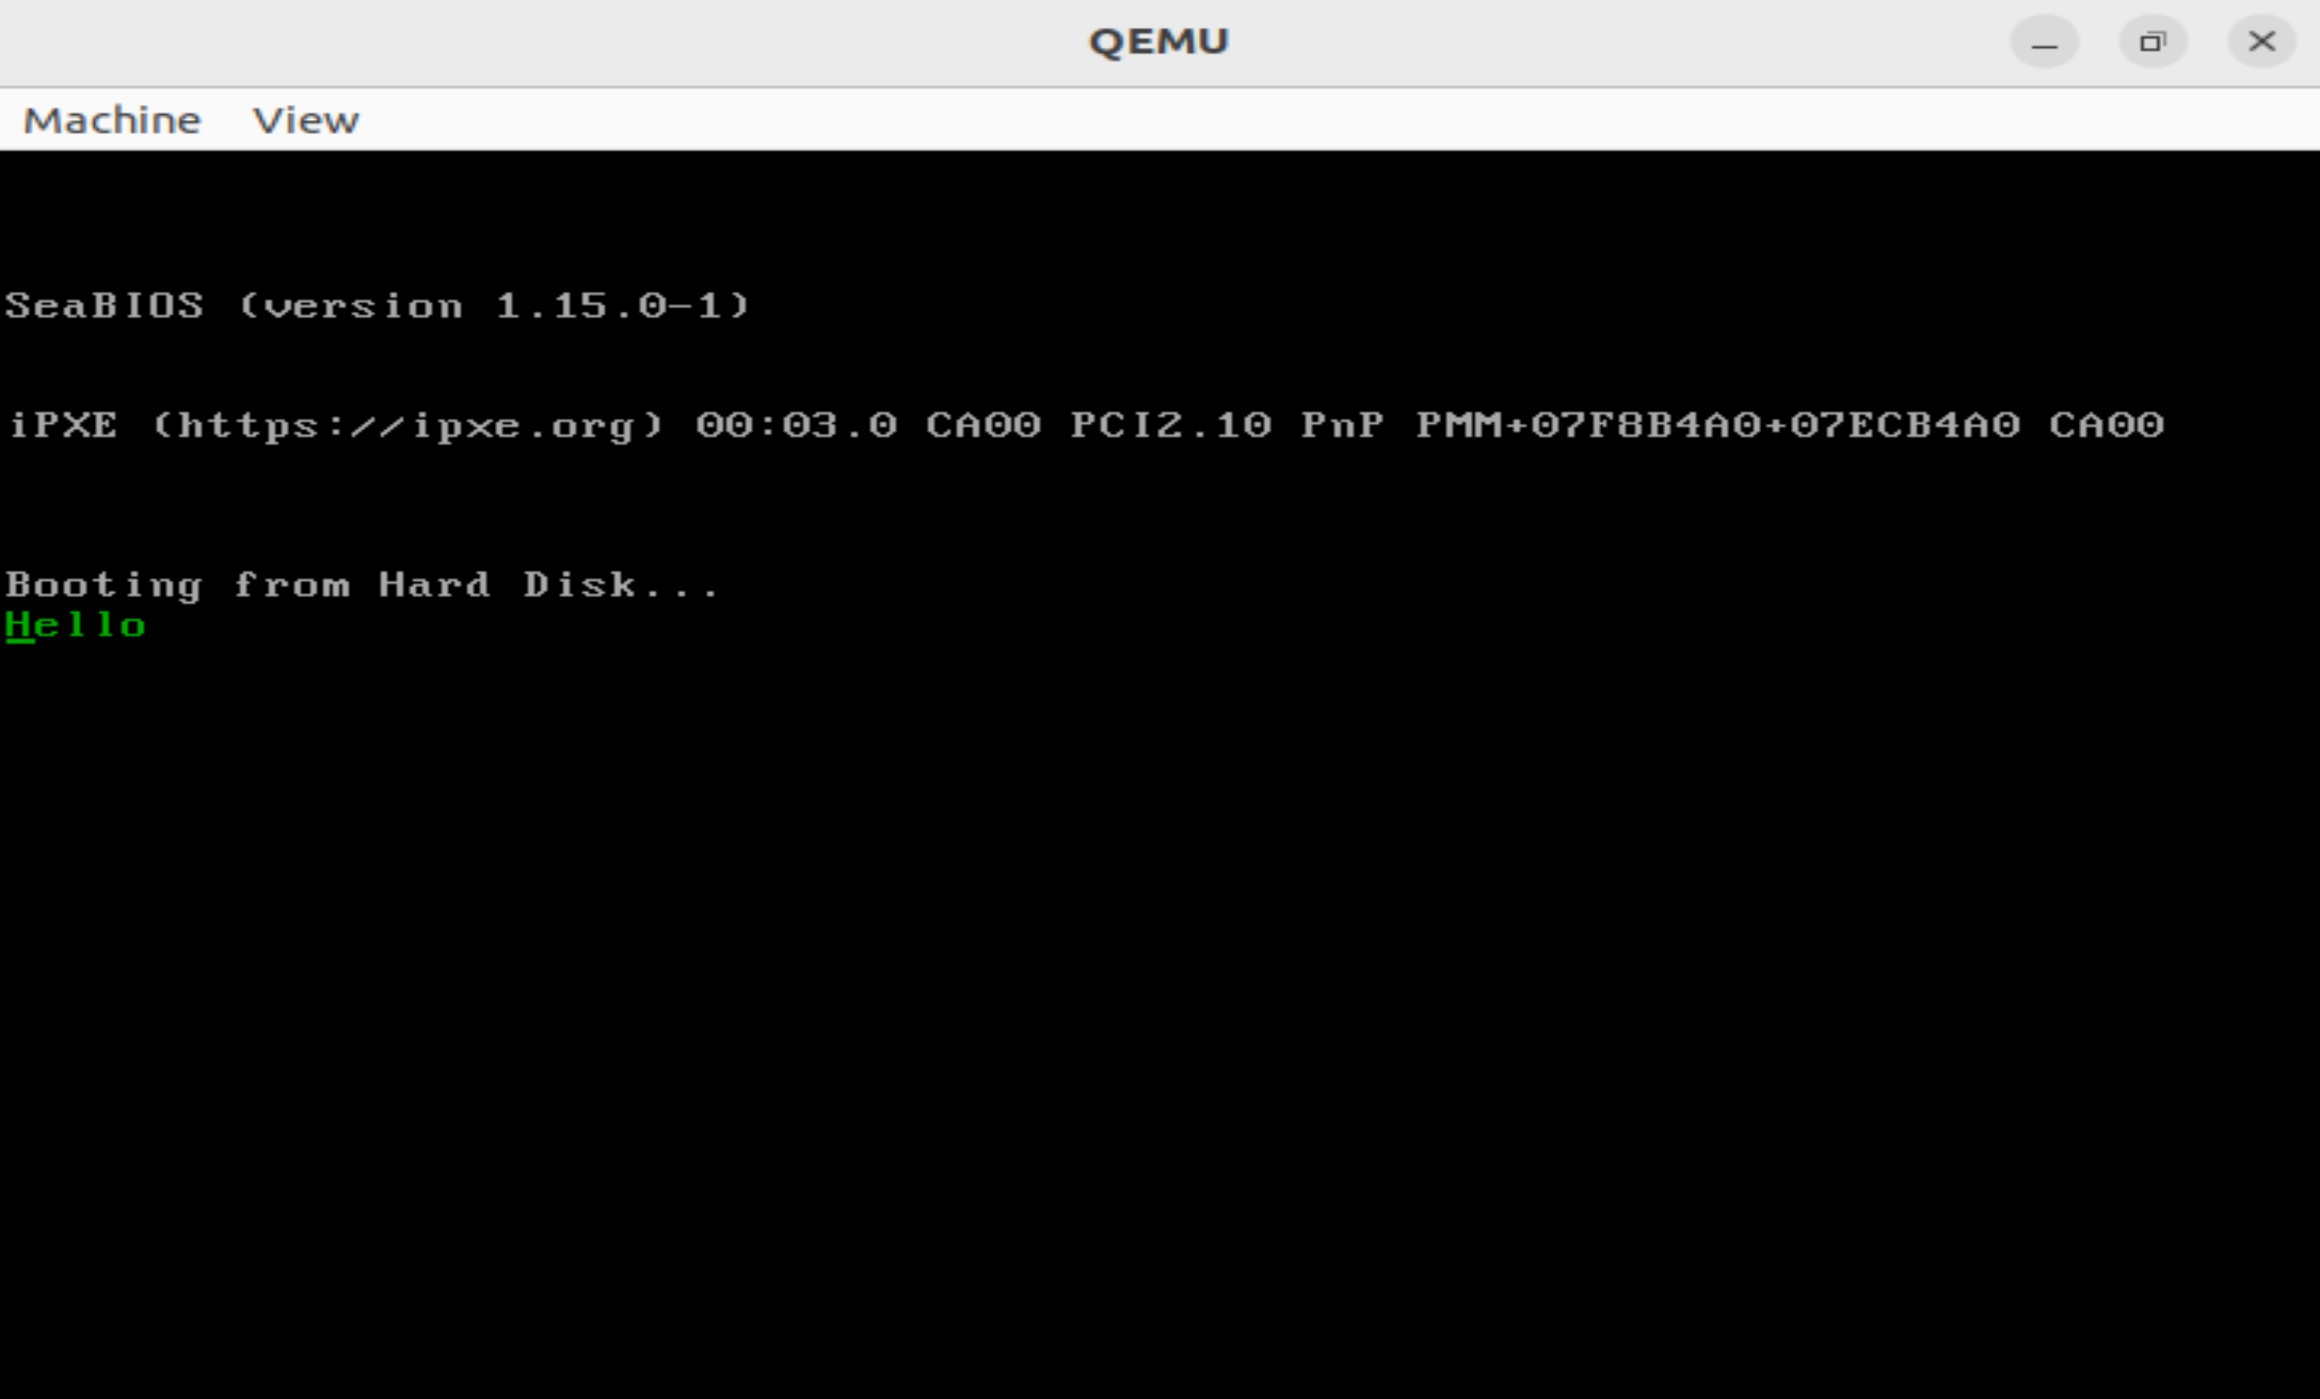 QEMU
Machine View
SeaBIOS (version 1.15.0-1)
iPXE (https://ipxe.org) 00:03.0 CA00 PCI2.10 PnP PMM+07F8B4A0+07ECB4A0 CA00
Booting from Hard Disk...
Hello